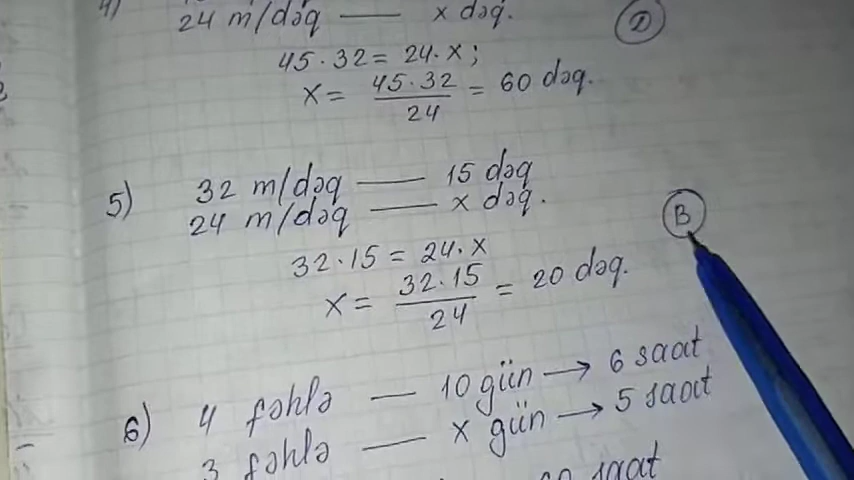 4)
24 m/dəq — x dəq. D
45·32 = 24·x;
x = 45·32/24 = 60 dəq.
5) 32 m/dəq — 15 dəq
24 m/dəq — x dəq. B
32·15 = 24·x
x = 32·15/24 = 20 dəq.
6) 4 fəhlə — 10 gün → 6 saat
3 fəhlə — x gün → 5 saat
saat